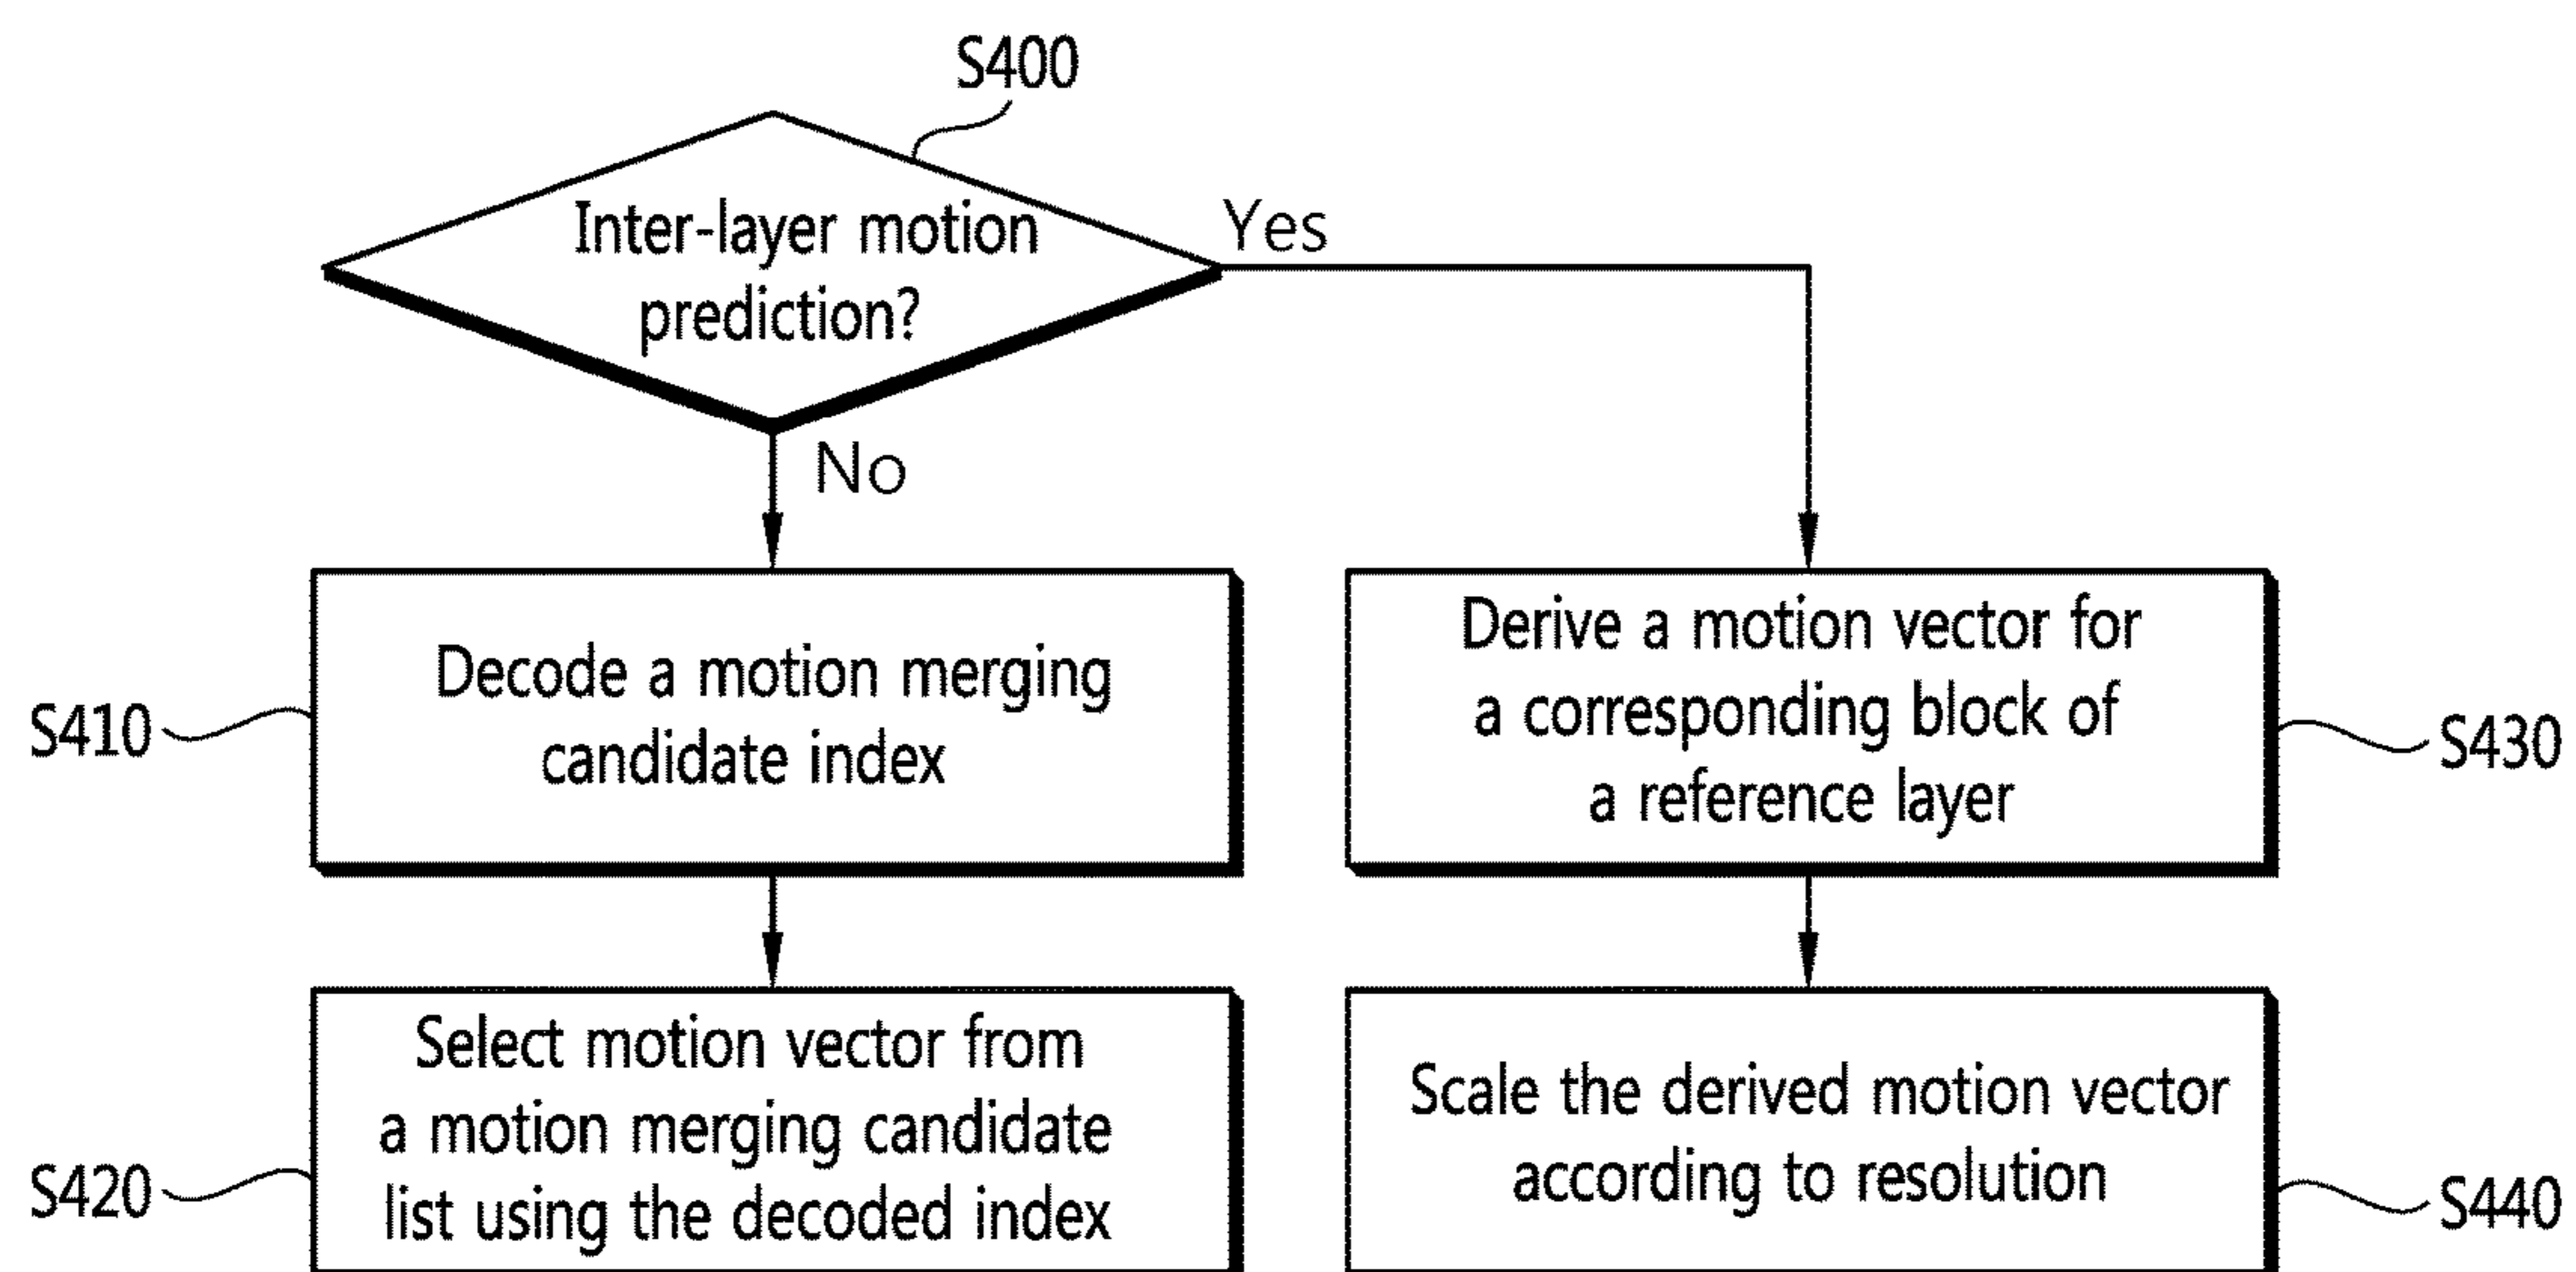 S400
Inter-layer motion
prediction?
Yes
No
S410
Decode a motion merging
candidate index
Derive a motion vector for
a corresponding block of
a reference layer
S430
S420
Select motion vector from
a motion merging candidate
list using the decoded index
Scale the derived motion vector
according to resolution
S440